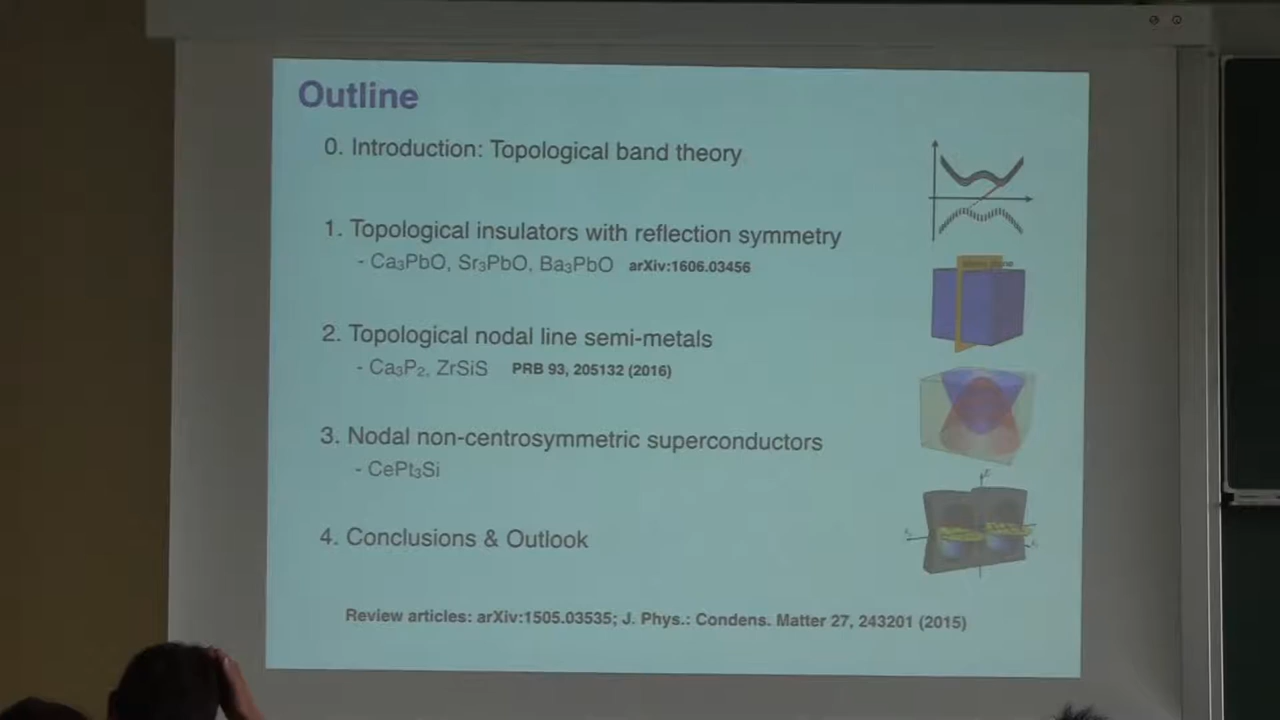 Outline
0. Introduction: Topological band theory
1. Topological insulators with reflection symmetry
- Ca₃PbO, Sr₃PbO, Ba₃PbO arXiv:1606.03456
2. Topological nodal line semi-metals
- Ca₃P₂, ZrSiS PRB 93, 205132 (2016)
3. Nodal non-centrosymmetric superconductors
- CePt₃Si
4. Conclusions & Outlook
Review articles: arXiv:1505.03535; J. Phys.: Condens. Matter 27, 243201 (2015)